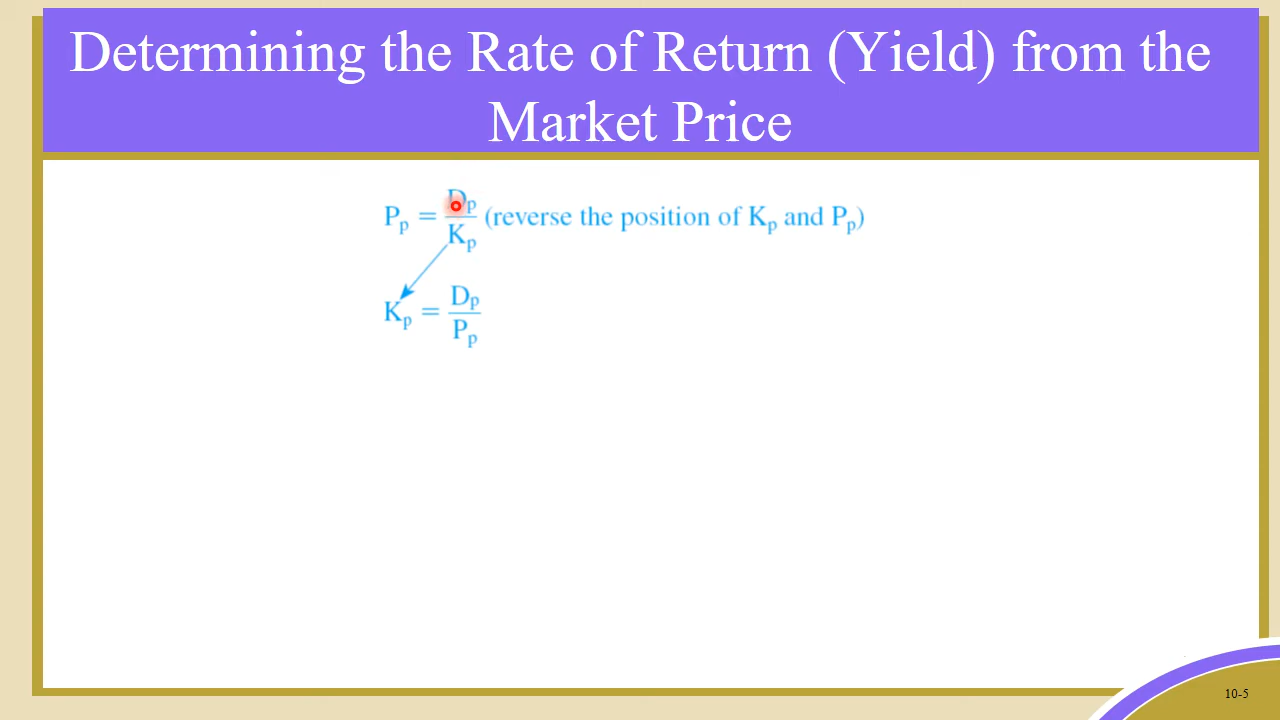 Determining the Rate of Return (Yield) from the
Market Price
Pp = Dp/Kp (reverse the position of Kp and Pp)
Kp = Dp/Pp
10-5